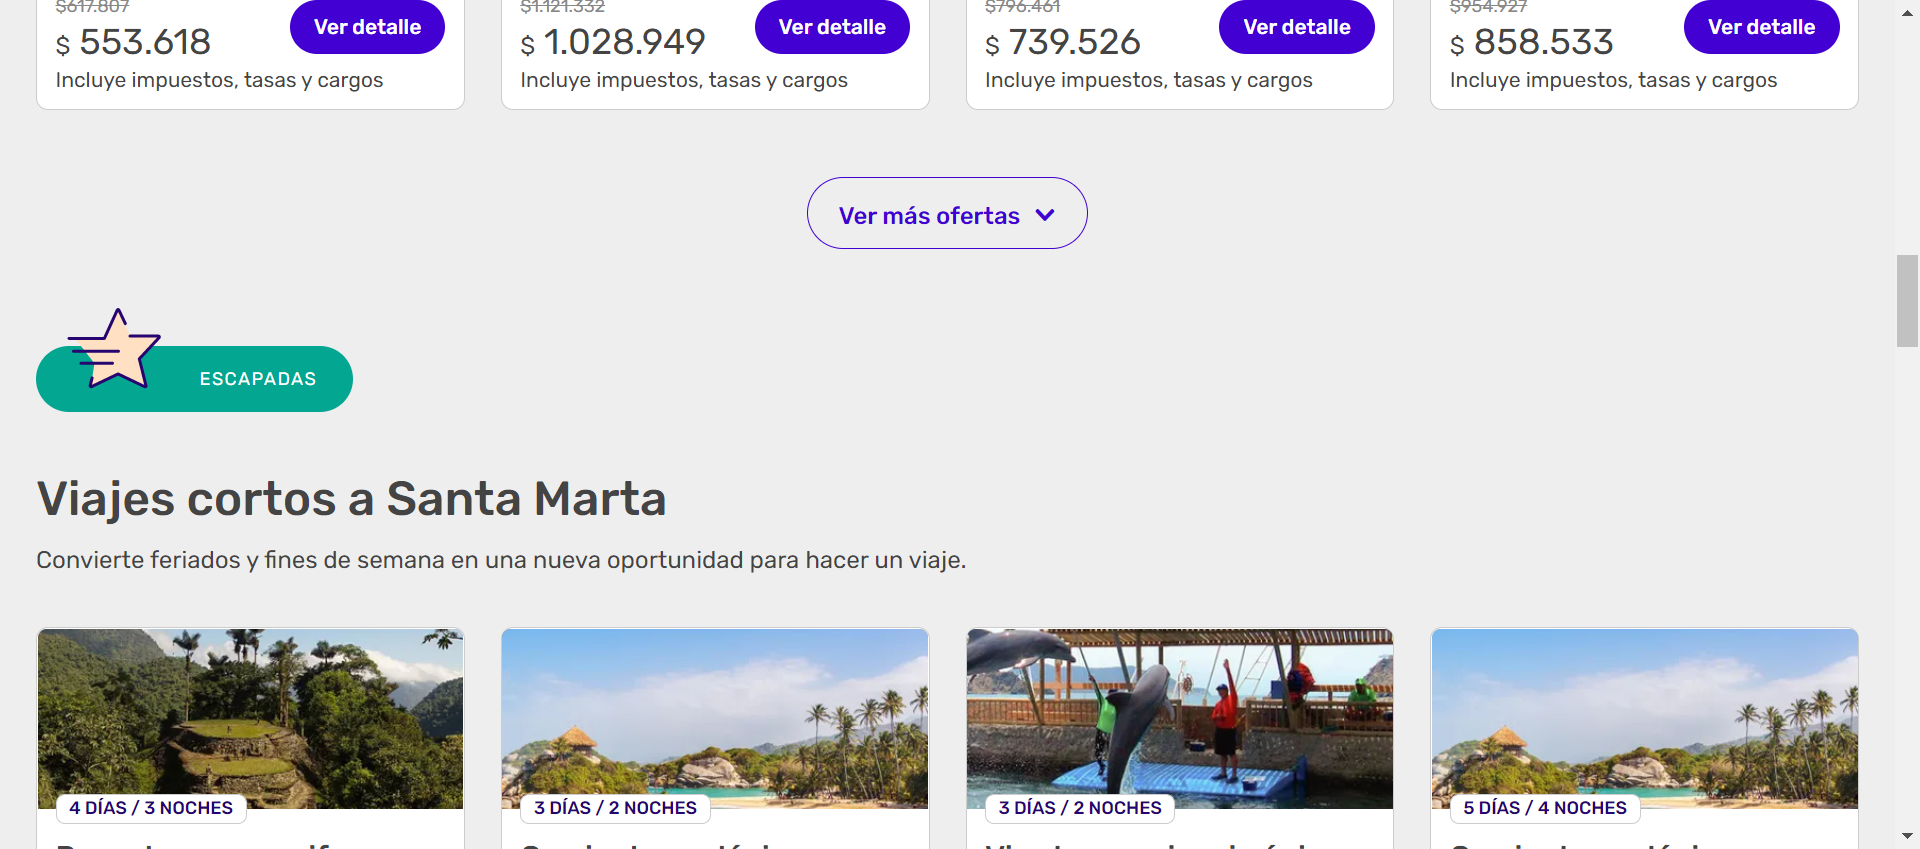 $617.807
$ 553.618
Ver detalle
Incluye impuestos, tasas y cargos
$1.121.332
$ 1.028.949
Ver detalle
Incluye impuestos, tasas y cargos
$796.461
$ 739.526
Ver detalle
Incluye impuestos, tasas y cargos
$954.927
$ 858.533
Ver detalle
Incluye impuestos, tasas y cargos
Ver más ofertas
ESCAPADAS
Viajes cortos a Santa Marta
Convierte feriados y fines de semana en una nueva oportunidad para hacer un viaje.
4 DÍAS / 3 NOCHES
3 DÍAS / 2 NOCHES
3 DÍAS / 2 NOCHES
5 DÍAS / 4 NOCHES